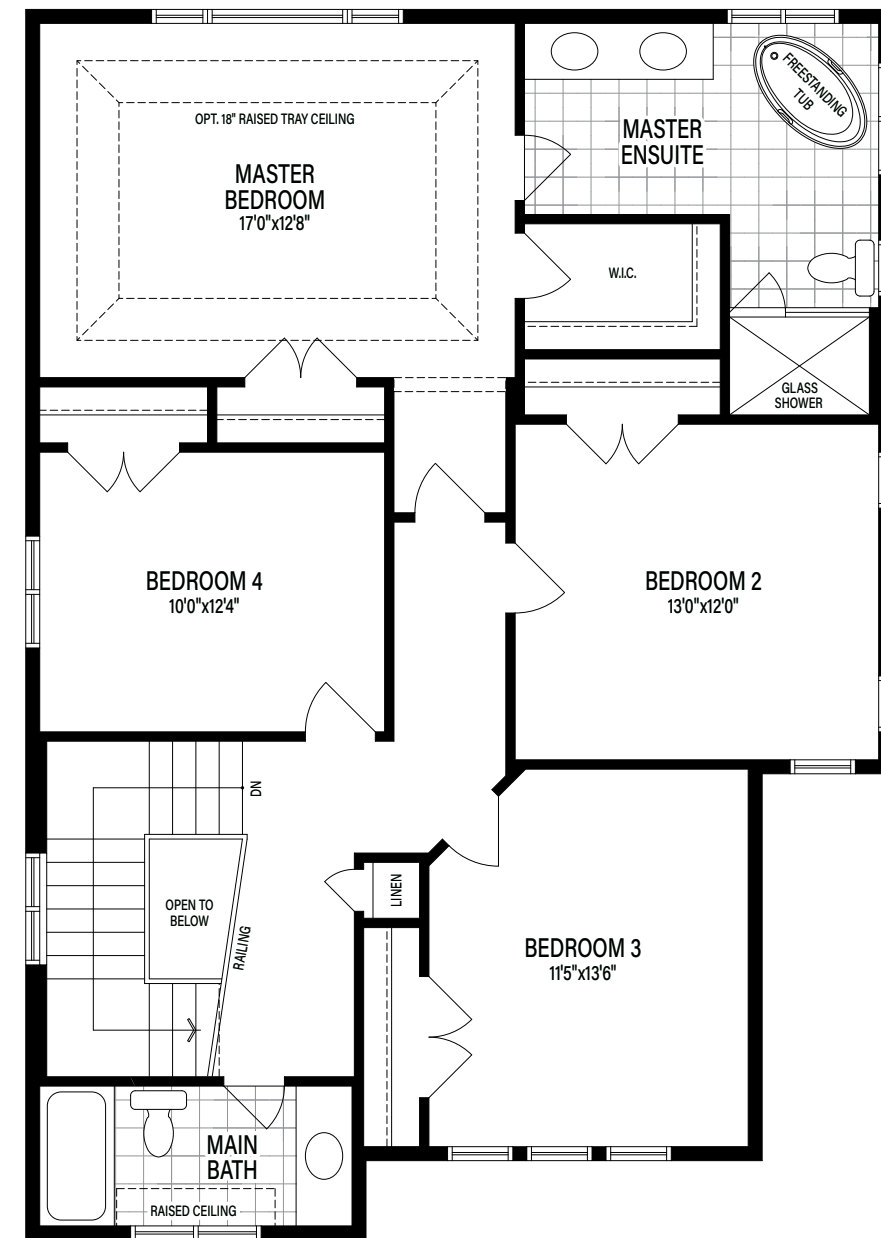 OPT. 18" RAISED TRAY CEILING
MASTER
BEDROOM
17'0"x12'8"
MASTER
ENSUITE
FREESTANDING
TUB
W.I.C.
GLASS
SHOWER
BEDROOM 4
10'0"x12'4"
BEDROOM 2
13'0"x12'0"
DN
OPEN TO
BELOW
RAILING
LINEN
BEDROOM 3
11'5"x13'6"
MAIN
BATH
RAISED CEILING